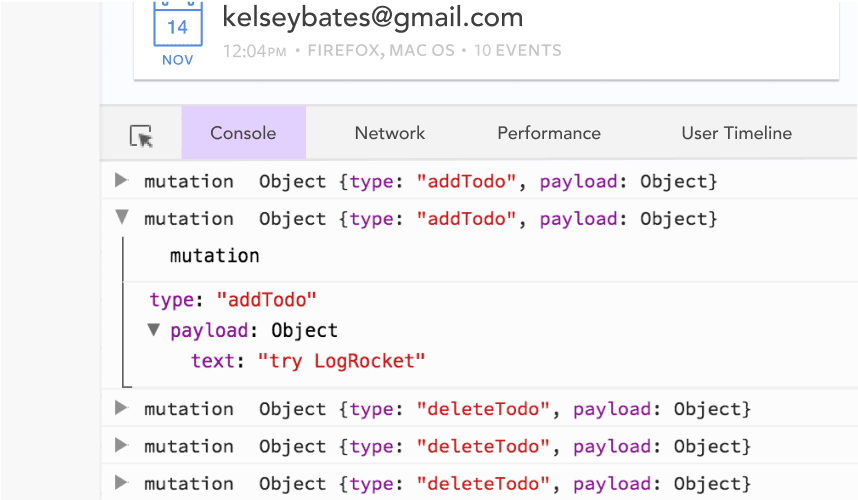 kelseybates@gmail.com
14
NOV
12:04PM • FIREFOX, MAC OS • 10 EVENTS
Console Network Performance User Timeline
mutation Object {type: "addTodo", payload: Object}
mutation Object {type: "addTodo", payload: Object}
mutation
type: "addTodo"
payload: Object
text: "try LogRocket"
mutation Object {type: "deleteTodo", payload: Object}
mutation Object {type: "deleteTodo", payload: Object}
mutation Object {type: "deleteTodo", payload: Object}